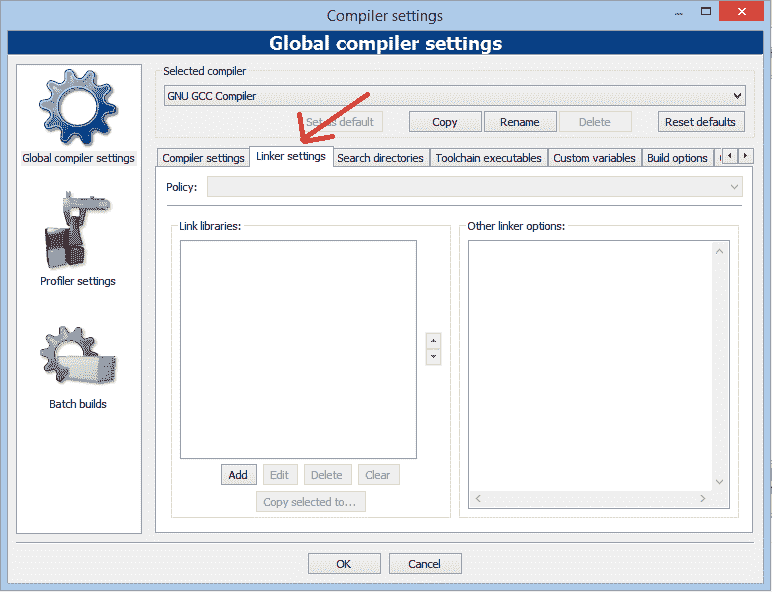 Compiler settings
Global compiler settings
Global compiler settings
Profiler settings
Batch builds
Selected compiler
GNU GCC Compiler
Set as default
Copy
Rename
Delete
Reset defaults
Compiler settings
Linker settings
Search directories
Toolchain executables
Custom variables
Build options
Policy:
Link libraries:
Add
Edit
Delete
Clear
Copy selected to...
Other linker options:
OK
Cancel